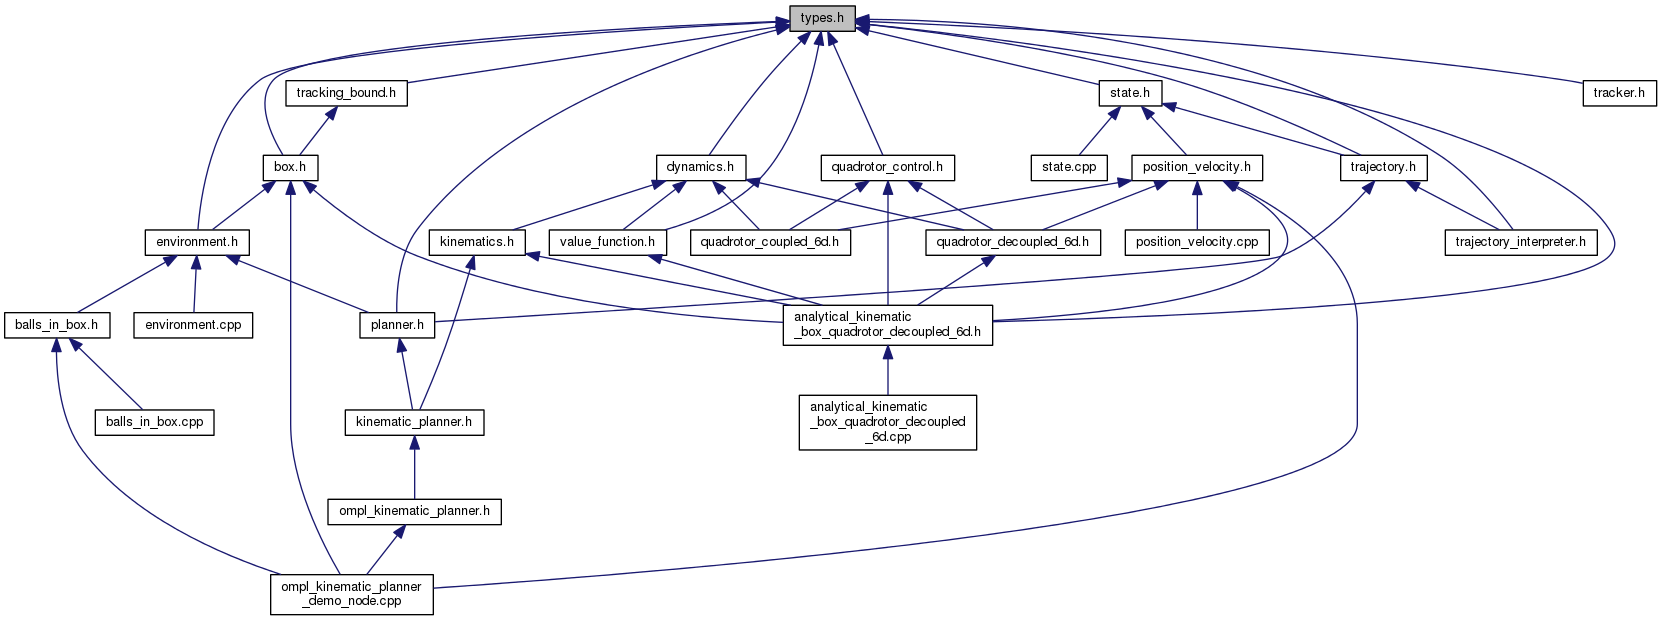 types.h
tracking_bound.h
state.h
tracker.h
box.h
dynamics.h
quadrotor_control.h
state.cpp
position_velocity.h
trajectory.h
environment.h
kinematics.h
value_function.h
quadrotor_coupled_6d.h
quadrotor_decoupled_6d.h
position_velocity.cpp
trajectory_interpreter.h
balls_in_box.h
environment.cpp
planner.h
analytical_kinematic
_box_quadrotor_decoupled_6d.h
balls_in_box.cpp
kinematic_planner.h
analytical_kinematic
_box_quadrotor_decoupled
_6d.cpp
ompl_kinematic_planner.h
ompl_kinematic_planner
_demo_node.cpp